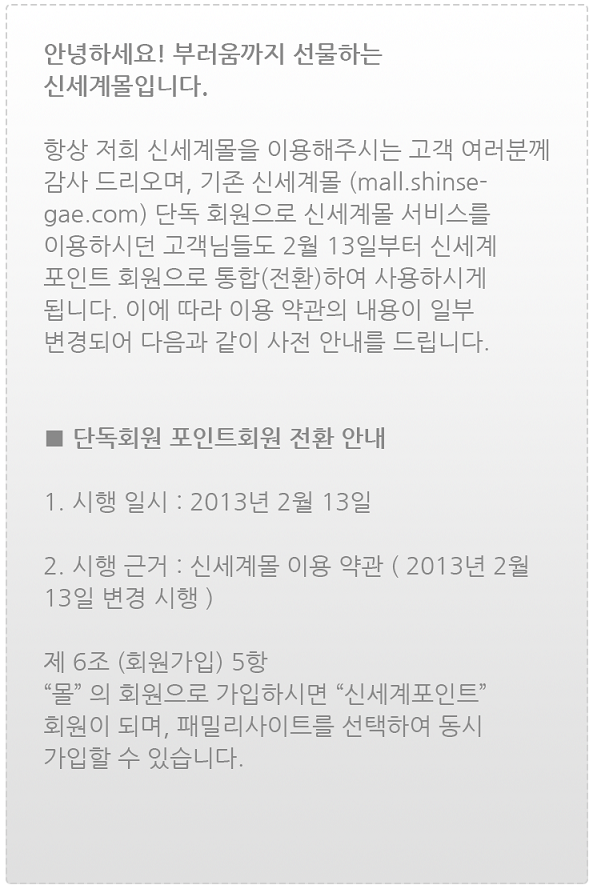 안녕하세요! 부러움까지 선물하는
신세계몰입니다.
항상 저희 신세계몰을 이용해주시는 고객 여러분께
감사 드리오며, 기존 신세계몰 (mall.shinse-
gae.com) 단독 회원으로 신세계몰 서비스를
이용하시던 고객님들도 2월 13일부터 신세계
포인트 회원으로 통합(전환)하여 사용하시게
됩니다. 이에 따라 이용 약관의 내용이 일부
변경되어 다음과 같이 사전 안내를 드립니다.
■ 단독회원 포인트회원 전환 안내
1. 시행 일시 : 2013년 2월 13일
2. 시행 근거 : 신세계몰 이용 약관 ( 2013년 2월
13일 변경 시행 )
제 6조 (회원가입) 5항
“몰” 의 회원으로 가입하시면 “신세계포인트”
회원이 되며, 패밀리사이트를 선택하여 동시
가입할 수 있습니다.